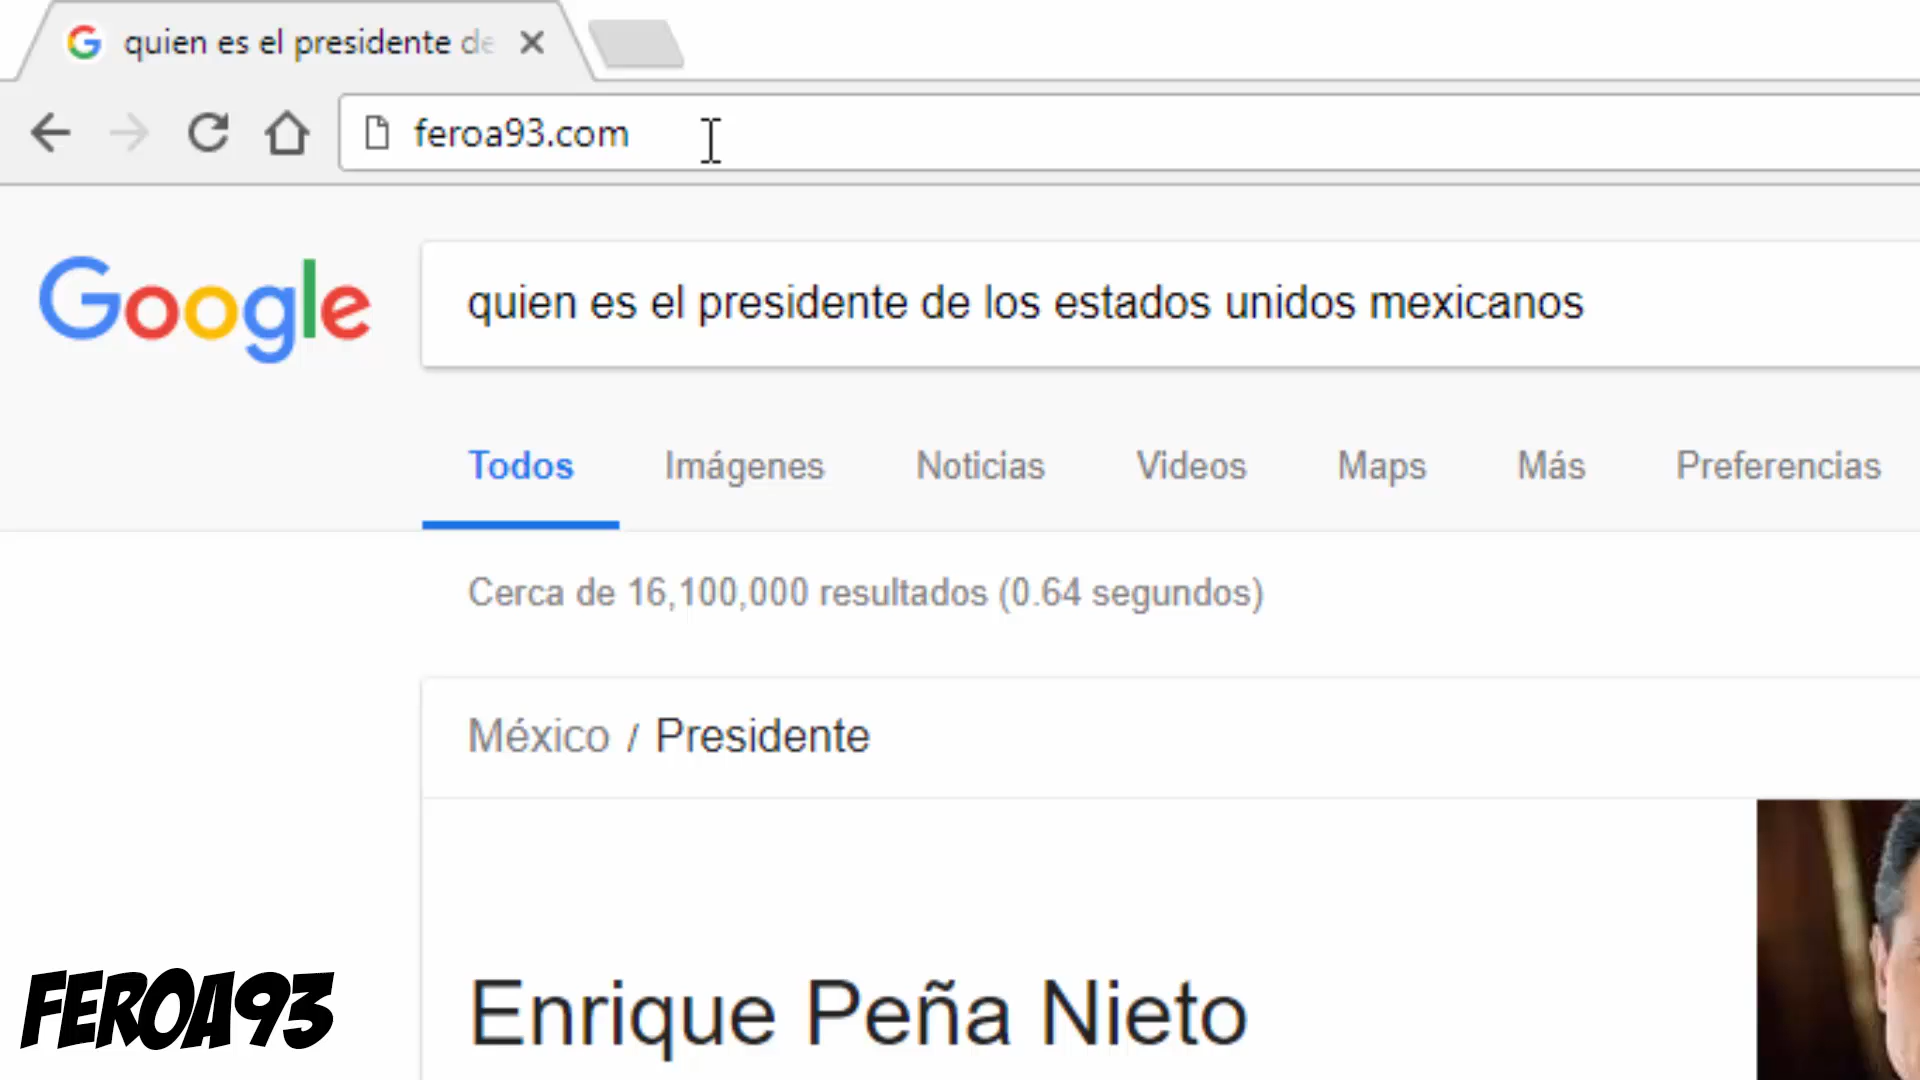 quien es el presidente de
feroa93.com
Google
quien es el presidente de los estados unidos mexicanos
Todos Imágenes Noticias Videos Maps Más Preferencias
Cerca de 16,100,000 resultados (0.64 segundos)
México / Presidente
Enrique Peña Nieto
FEROA93